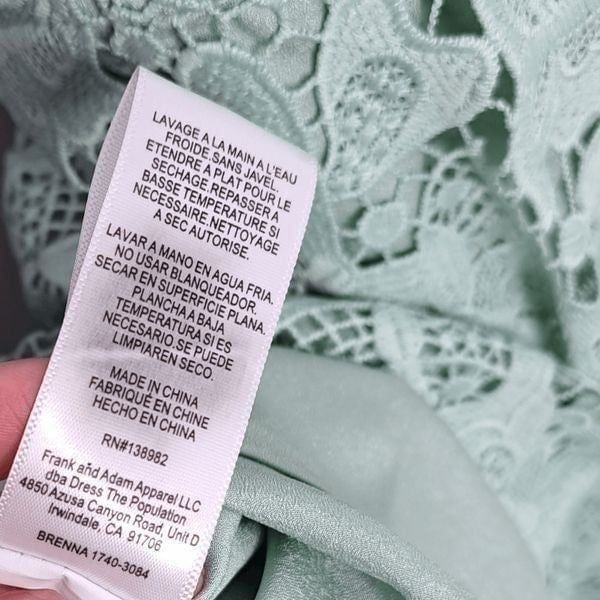 LAVAGE A LA MAIN A L'EAU
FROIDE.SANS JAVEL.
ETENDRE A PLAT POUR LE
SECHAGE.REPASSER A
BASSE TEMPERATURE SI
NECESSAIRE.NETTOYAGE
A SEC AUTORISE.
LAVAR A MANO EN AGUA FRIA.
NO USAR BLANQUEADOR.
SECAR EN SUPERFICIE PLANA.
PLANCHA A BAJA
TEMPERATURA SI ES
NECESARIO.SE PUEDE
LIMPIAREN SECO.
MADE IN CHINA
FABRIQUÉ EN CHINE
HECHO EN CHINA
RN#138982
Frank and Adam Apparel LLC
dba Dress The Population
4850 Azusa Canyon Road, Unit D
Irwindale, CA 91706
BRENNA 1740-3084